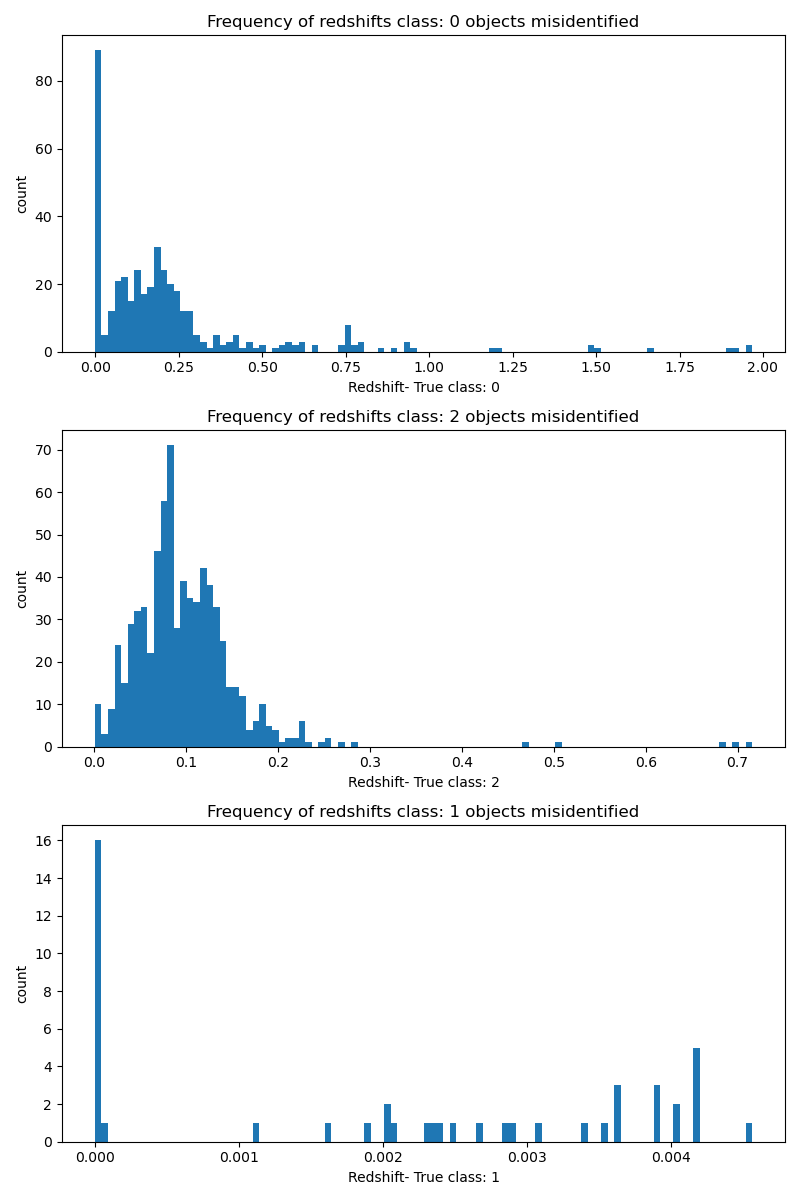 Frequency of redshifts class: 0 objects misidentified
80
60
40
20
0
count
0.00 0.25 0.50 0.75 1.00 1.25 1.50 1.75 2.00
Redshift- True class: 0
Frequency of redshifts class: 2 objects misidentified
70
60
50
40
30
20
10
0
count
0.0 0.1 0.2 0.3 0.4 0.5 0.6 0.7
Redshift- True class: 2
Frequency of redshifts class: 1 objects misidentified
16
14
12
10
8
6
4
2
0
count
0.000 0.001 0.002 0.003 0.004
Redshift- True class: 1